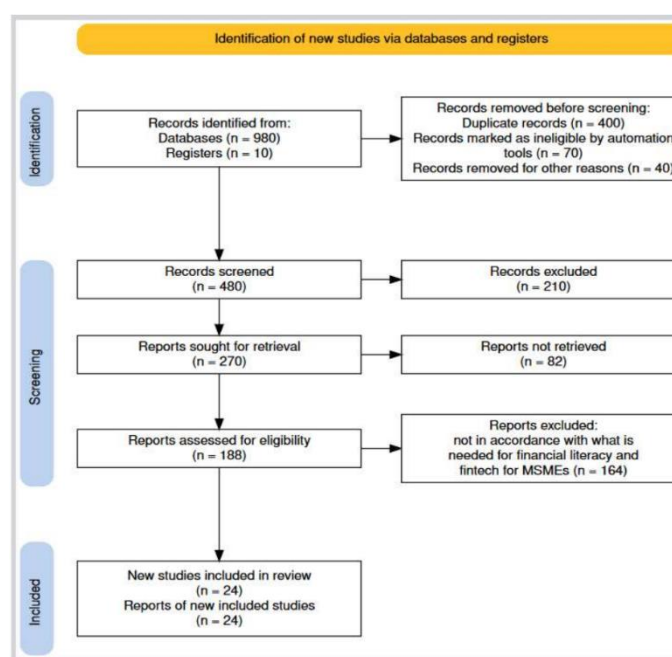 Identification of new studies via databases and registers
Identification
Records identified from:
Databases (n = 980)
Registers (n = 10)
Records removed before screening:
Duplicate records (n = 400)
Records marked as ineligible by automation
tools (n = 70)
Records removed for other reasons (n = 40)
Screening
Records screened
(n = 480)
Records excluded
(n = 210)
Reports sought for retrieval
(n = 270)
Reports not retrieved
(n = 82)
Reports assessed for eligibility
(n = 188)
Reports excluded:
not in accordance with what is
needed for financial literacy and
fintech for MSMEs (n = 164)
Included
New studies included in review
(n = 24)
Reports of new included studies
(n = 24)